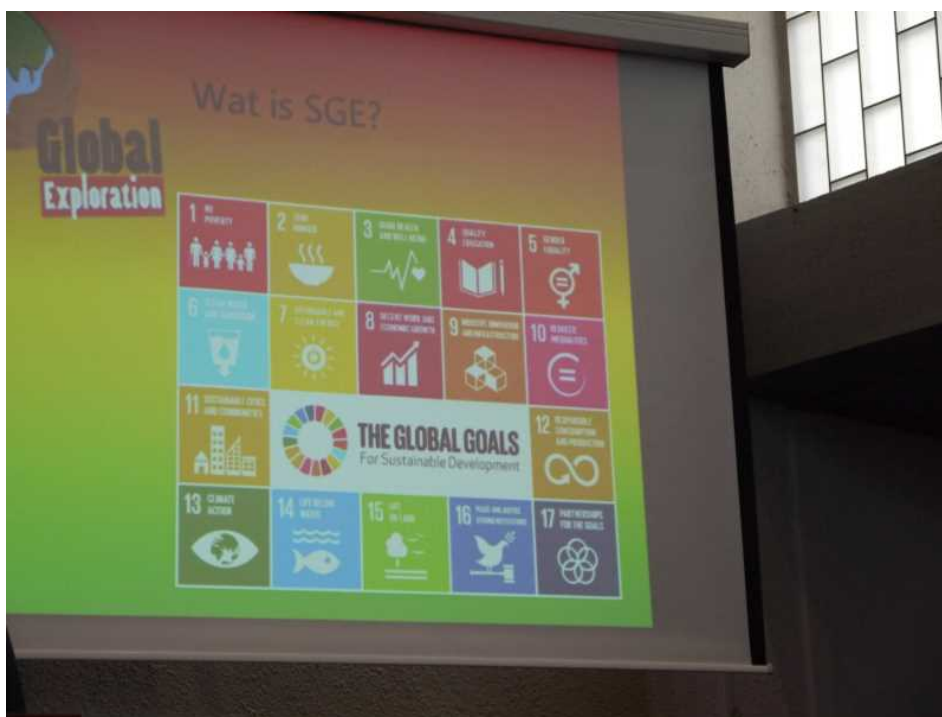 Wat is SGE?
Global
Exploration
1 NO
POVERTY
2 ZERO
HUNGER
3 GOOD HEALTH
AND WELL-BEING
4 QUALITY
EDUCATION
5 GENDER
EQUALITY
6 CLEAN WATER
AND SANITATION
7 AFFORDABLE AND
CLEAN ENERGY
8 DECENT WORK AND
ECONOMIC GROWTH
9 INDUSTRY, INNOVATION
AND INFRASTRUCTURE
10 REDUCED
INEQUALITIES
11 SUSTAINABLE CITIES
AND COMMUNITIES
THE GLOBAL GOALS
For Sustainable Development
12 RESPONSIBLE
CONSUMPTION
AND PRODUCTION
13 CLIMATE
ACTION
14 LIFE BELOW
WATER
15 LIFE
ON LAND
16 PEACE AND JUSTICE
STRONG INSTITUTIONS
17 PARTNERSHIPS
FOR THE GOALS